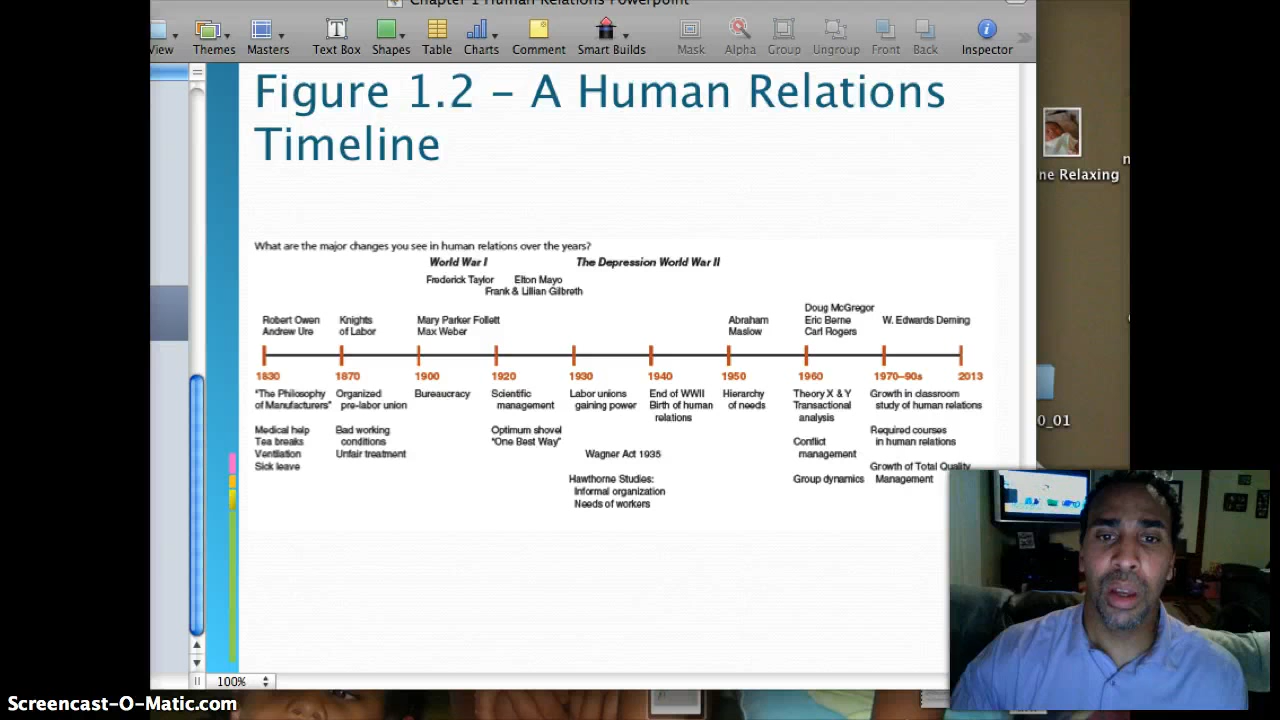 Chapter 1 Human Relations Powerpoint
View Themes Masters Text Box Shapes Table Charts Comment Smart Builds Mask Alpha Group Ungroup Front Back Inspector
Figure 1.2 – A Human Relations
Timeline
ne Relaxing
What are the major changes you see in human relations over the years?
World War I The Depression World War II
Frederick Taylor Elton Mayo
Frank & Lillian Gilbreth
Doug McGregor
Robert Owen Knights Mary Parker Follett Abraham Eric Berne W. Edwards Deming
Andrew Ure of Labor Max Weber Maslow Carl Rogers
1830 1870 1900 1920 1930 1940 1950 1960 1970–90s 2013
"The Philosophy Organized Bureaucracy Scientific Labor unions End of WWII Hierarchy Theory X & Y Growth in classroom
of Manufacturers" pre-labor union management gaining power Birth of human of needs Transactional study of human relations
relations analysis
Medical help Bad working Optimum shovel Required courses
Tea breaks conditions "One Best Way" Conflict in human relations
Ventilation Unfair treatment Wagner Act 1935 management
Sick leave Growth of Total Quality
Hawthorne Studies: Group dynamics Management
Informal organization
Needs of workers
0_01
100%
Screencast-O-Matic.com